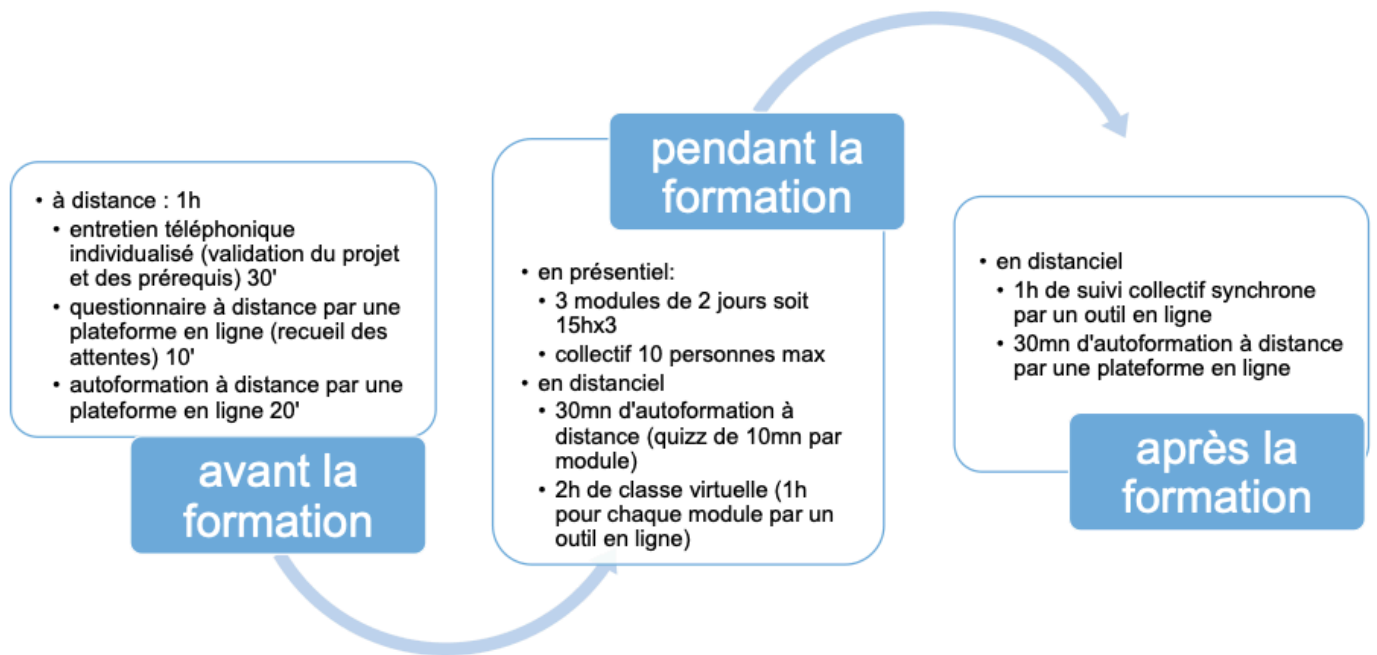 • à distance : 1h
• entretien téléphonique
individualisé (validation du projet
et des prérequis) 30'
• questionnaire à distance par une
plateforme en ligne (recueil des
attentes) 10'
• autoformation à distance par une
plateforme en ligne 20'
avant la
formation
pendant la
formation
• en présentiel:
• 3 modules de 2 jours soit
15hx3
• collectif 10 personnes max
• en distanciel
• 30mn d'autoformation à
distance (quizz de 10mn par
module)
• 2h de classe virtuelle (1h
pour chaque module par un
outil en ligne)
• en distanciel
• 1h de suivi collectif synchrone
par un outil en ligne
• 30mn d'autoformation à distance
par une plateforme en ligne
après la
formation